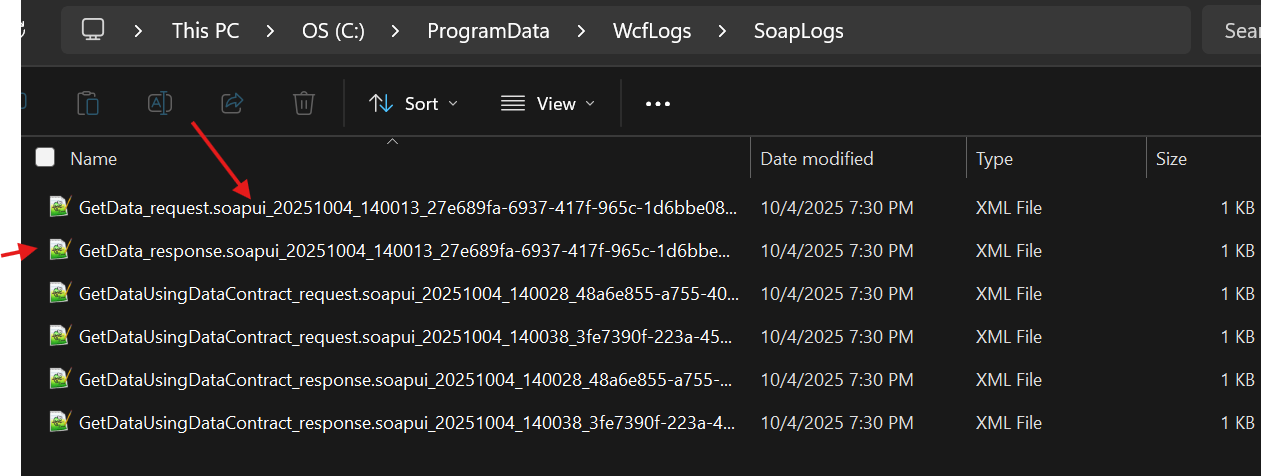 This PC > OS (C:) > ProgramData > WcfLogs > SoapLogs
Sort View
Name Date modified Type Size
GetData_request.soapui_20251004_140013_27e689fa-6937-417f-965c-1d6bbe08... 10/4/2025 7:30 PM XML File 1 KB
GetData_response.soapui_20251004_140013_27e689fa-6937-417f-965c-1d6bbe... 10/4/2025 7:30 PM XML File 1 KB
GetDataUsingDataContract_request.soapui_20251004_140028_48a6e855-a755-40... 10/4/2025 7:30 PM XML File 1 KB
GetDataUsingDataContract_request.soapui_20251004_140038_3fe7390f-223a-45... 10/4/2025 7:30 PM XML File 1 KB
GetDataUsingDataContract_response.soapui_20251004_140028_48a6e855-a755-... 10/4/2025 7:30 PM XML File 1 KB
GetDataUsingDataContract_response.soapui_20251004_140038_3fe7390f-223a-4... 10/4/2025 7:30 PM XML File 1 KB